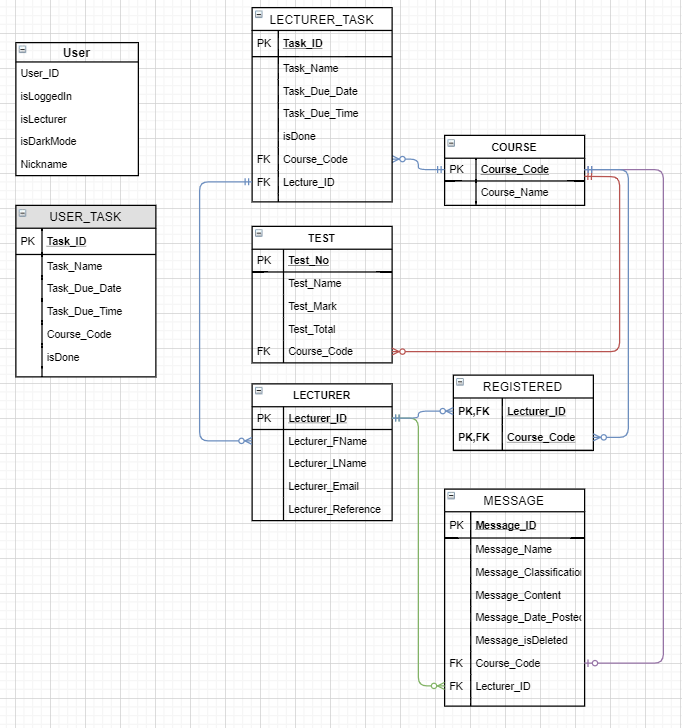 User
User_ID
isLoggedIn
isLecturer
isDarkMode
Nickname
USER_TASK
PK Task_ID
Task_Name
Task_Due_Date
Task_Due_Time
Course_Code
isDone
LECTURER_TASK
PK Task_ID
Task_Name
Task_Due_Date
Task_Due_Time
isDone
FK Course_Code
FK Lecture_ID
TEST
PK Test_No
Test_Name
Test_Mark
Test_Total
FK Course_Code
LECTURER
PK Lecturer_ID
Lecturer_FName
Lecturer_LName
Lecturer_Email
Lecturer_Reference
COURSE
PK Course_Code
Course_Name
REGISTERED
PK,FK Lecturer_ID
PK,FK Course_Code
MESSAGE
PK Message_ID
Message_Name
Message_Classification
Message_Content
Message_Date_Posted
Message_isDeleted
FK Course_Code
FK Lecturer_ID